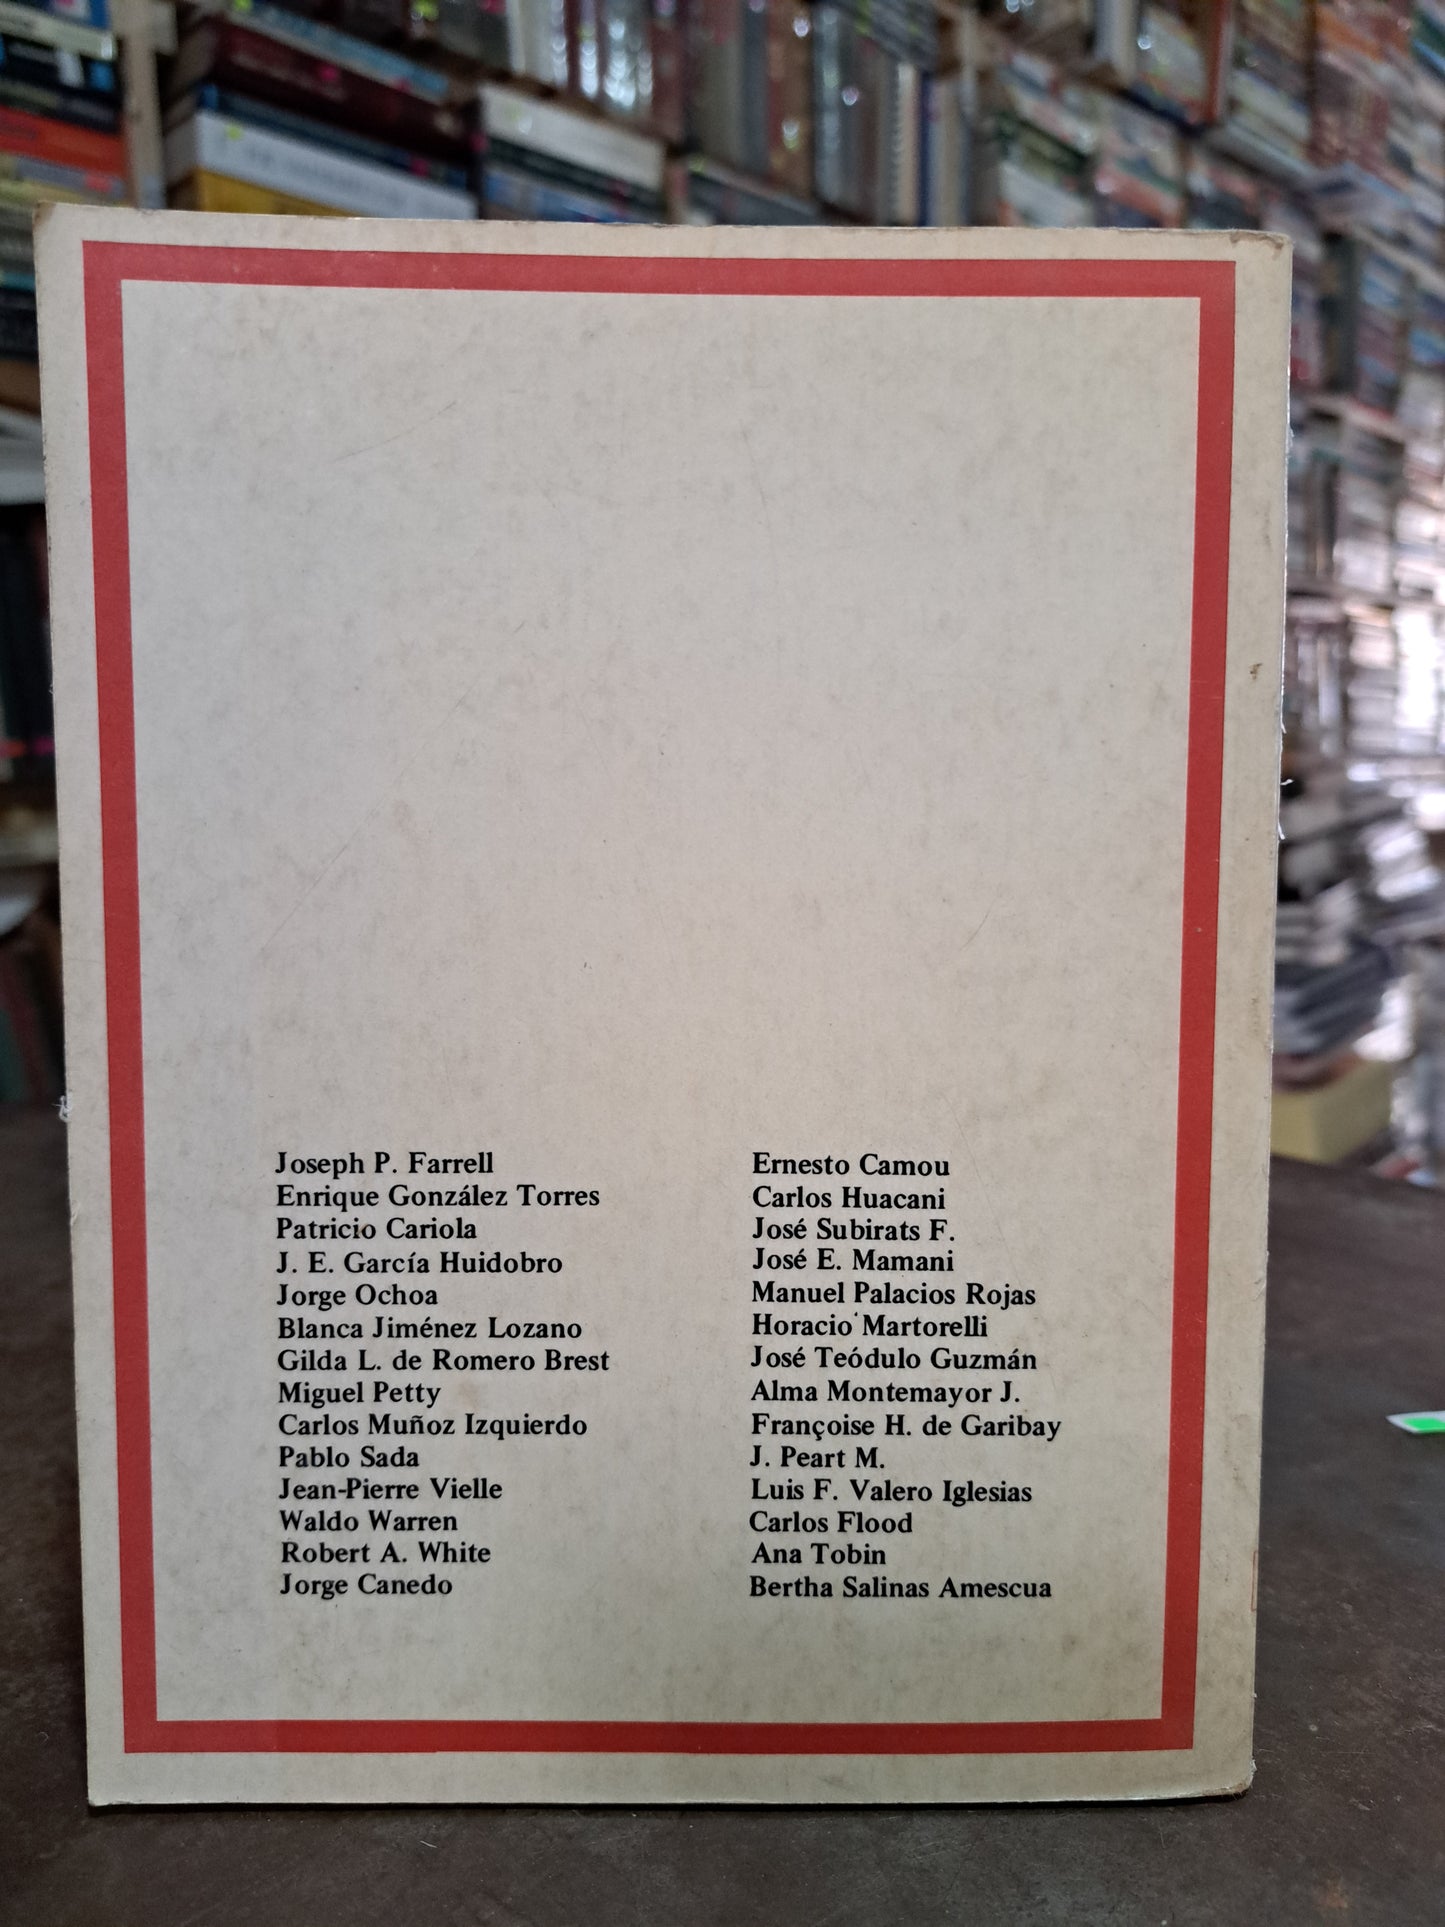 Joseph P. Farrell
Enrique González Torres
Patricio Cariola
J. E. García Huidobro
Jorge Ochoa
Blanca Jiménez Lozano
Gilda L. de Romero Brest
Miguel Petty
Carlos Muñoz Izquierdo
Pablo Sada
Jean-Pierre Vielle
Waldo Warren
Robert A. White
Jorge Canedo
Ernesto Camou
Carlos Huacani
José Subirats F.
José E. Mamani
Manuel Palacios Rojas
Horacio Martorelli
José Teódulo Guzmán
Alma Montemayor J.
Françoise H. de Garibay
J. Peart M.
Luis F. Valero Iglesias
Carlos Flood
Ana Tobin
Bertha Salinas Amescua